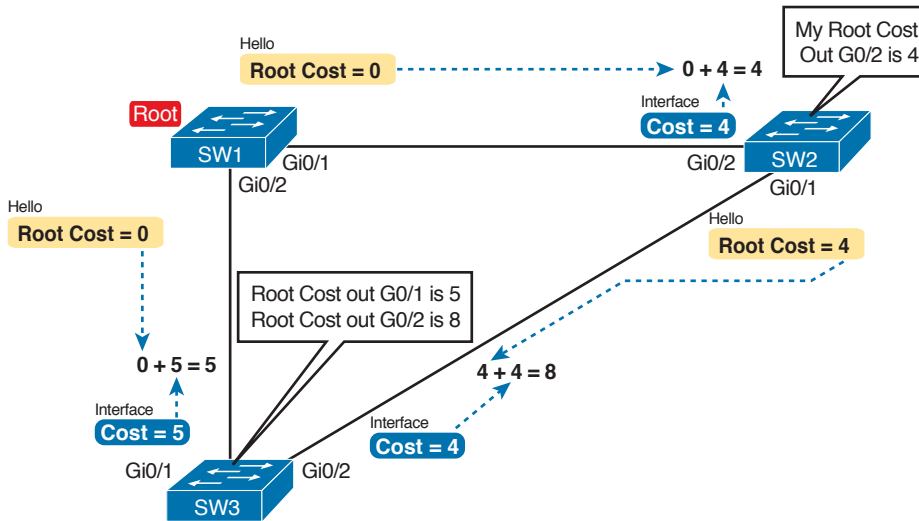 Hello
Root Cost = 0
0 + 4 = 4
My Root Cost
Out G0/2 is 4
Interface
Cost = 4
Root
SW1
Gi0/1
Gi0/2
Gi0/2
SW2
Gi0/1
Hello
Root Cost = 0
Hello
Root Cost = 4
Root Cost out G0/1 is 5
Root Cost out G0/2 is 8
0 + 5 = 5
4 + 4 = 8
Interface
Cost = 5
Interface
Cost = 4
Gi0/1
Gi0/2
SW3